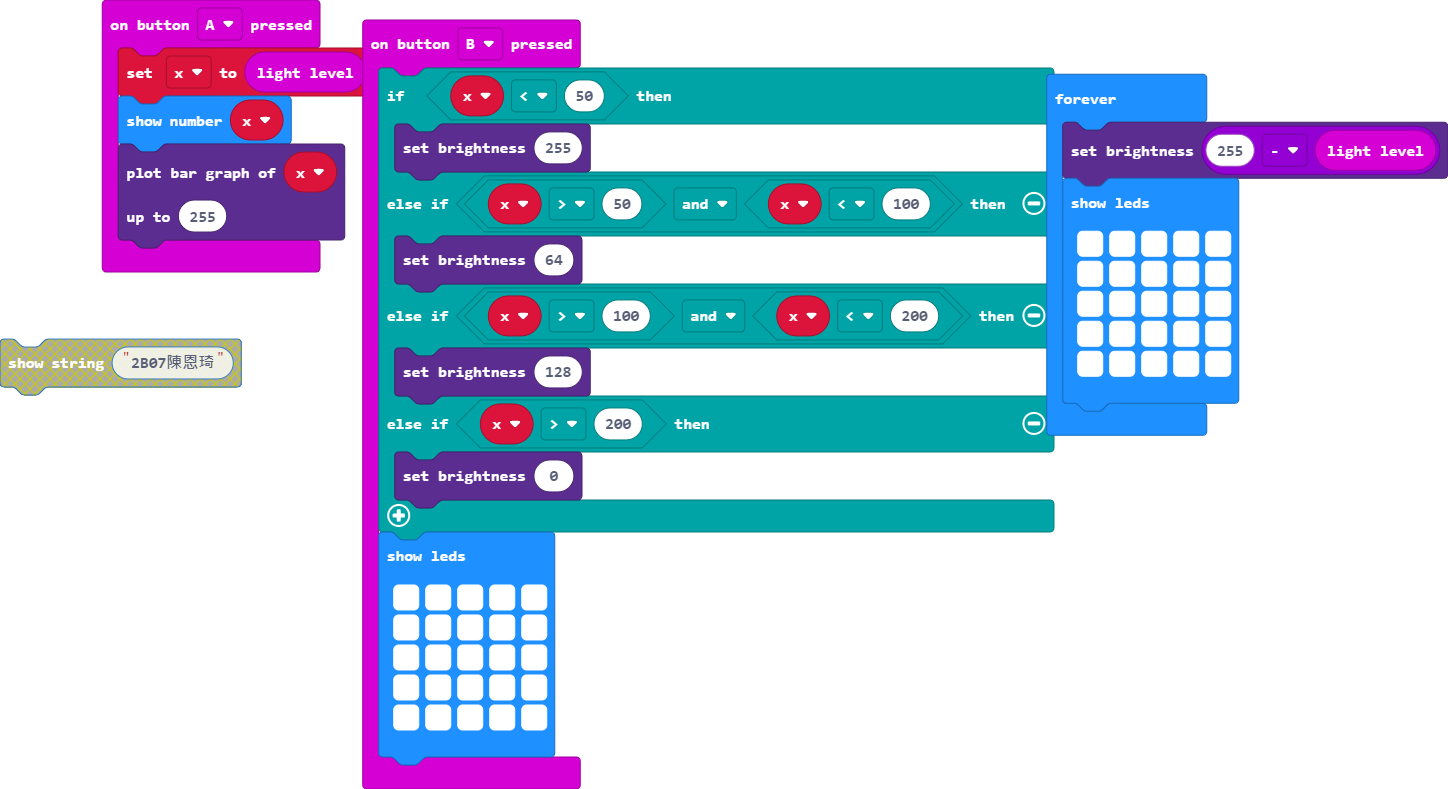 on button A pressed
set x to light level
show number x
plot bar graph of x
up to 255
show string "2B07陳恩琦"
on button B pressed
if x < 50 then
set brightness 255
else if x > 50 and x < 100 then
set brightness 64
else if x > 100 and x < 200 then
set brightness 128
else if x > 200 then
set brightness 0
show leds
forever
set brightness 255 - light level
show leds